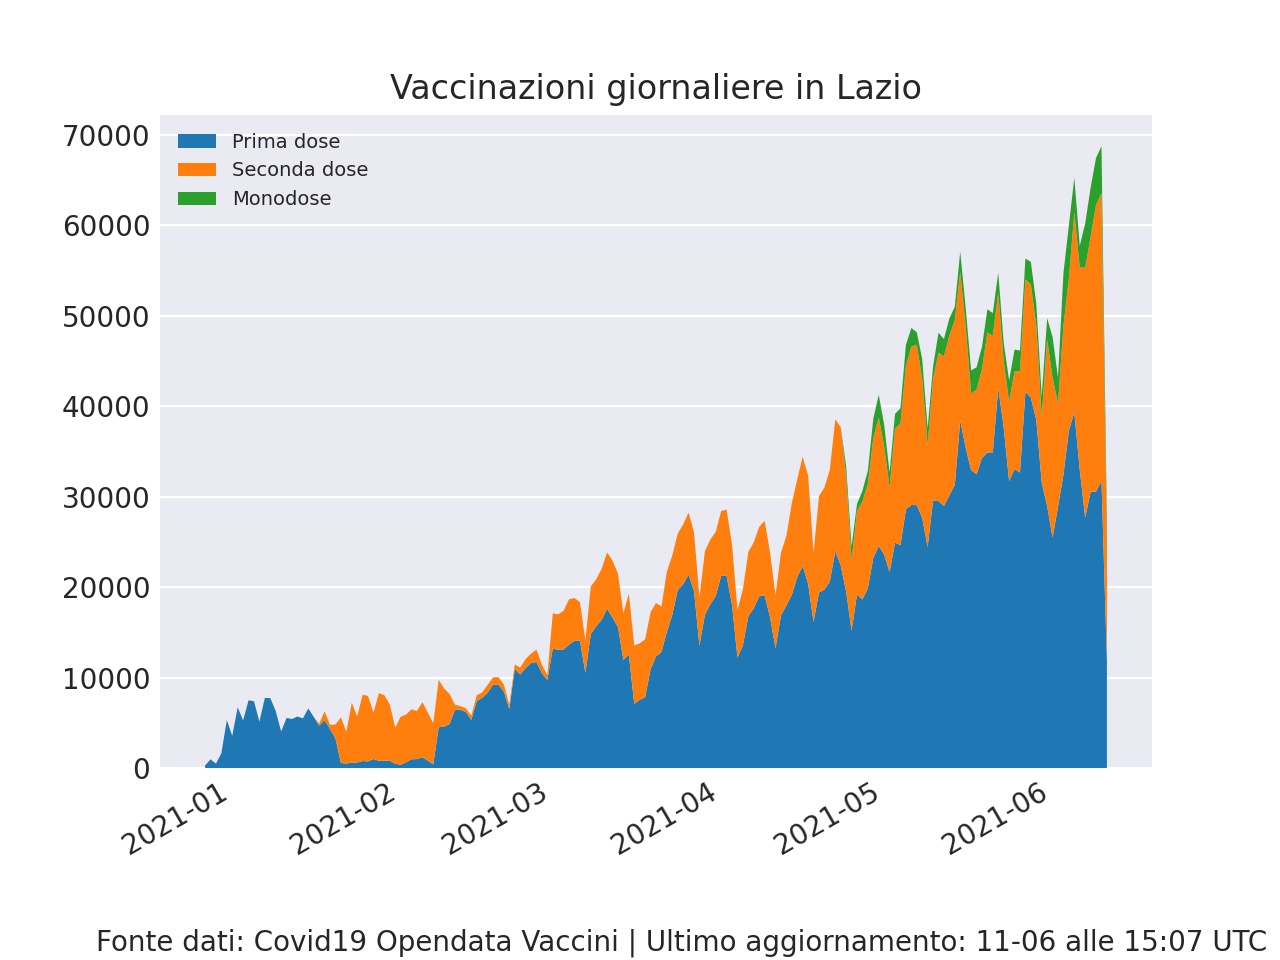 Vaccinazioni giornaliere in Lazio
70000
60000
50000
40000
30000
20000
10000
0
Prima dose
Seconda dose
Monodose
2021-01
2021-02
2021-03
2021-04
2021-05
2021-06
Fonte dati: Covid19 Opendata Vaccini | Ultimo aggiornamento: 11-06 alle 15:07 UTC